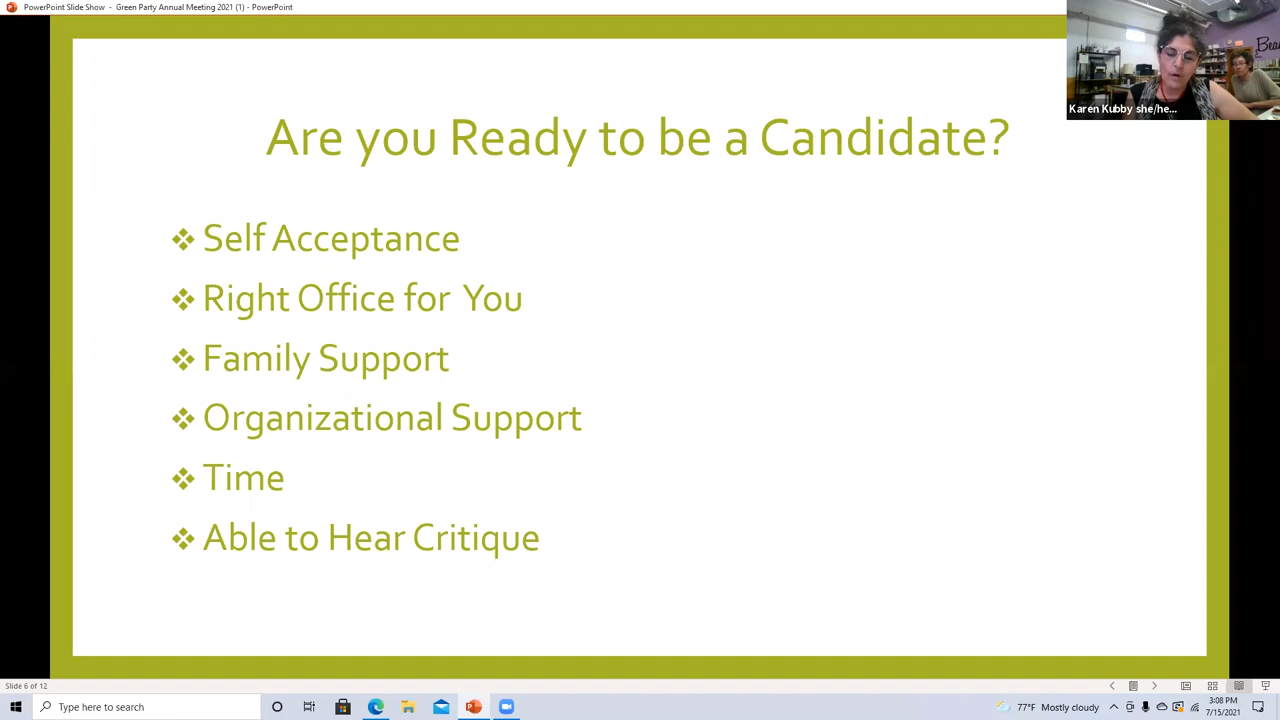 PowerPoint Slide Show - Green Party Annual Meeting 2021 (1) - PowerPoint
Bea
Karen Kubby she/he...
Are you Ready to be a Candidate?
❖ Self Acceptance
❖ Right Office for You
❖ Family Support
❖ Organizational Support
❖ Time
❖ Able to Hear Critique
Slide 6 of 12
Type here to search
77°F Mostly cloudy
3:08 PM
7/15/2021